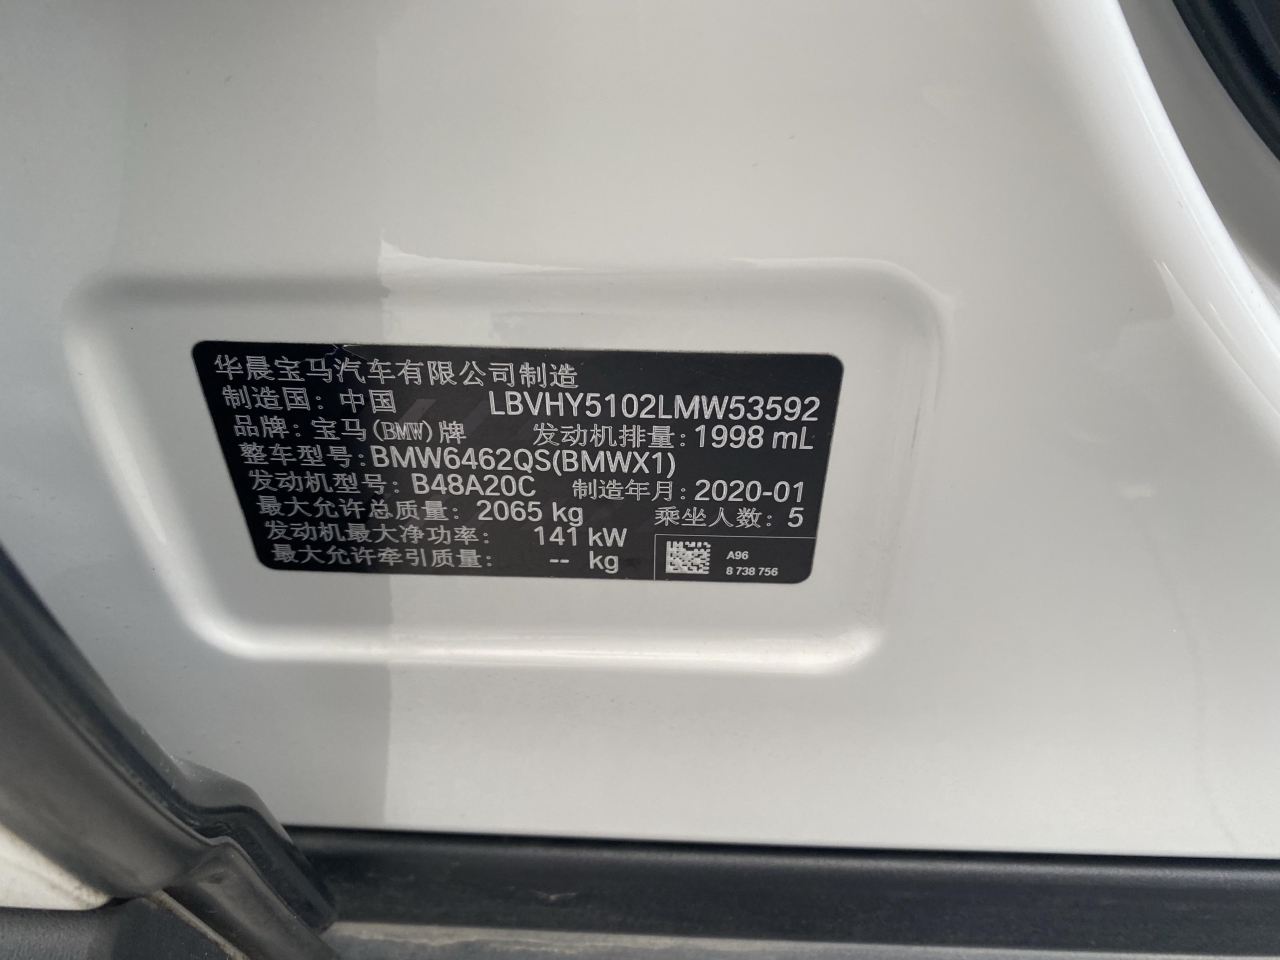 华晨宝马汽车有限公司制造
制造国：中国 LBVHY5102LMW53592
品牌：宝马(BMW)牌 发动机排量：1998 mL
整车型号：BMW6462QS(BMWX1)
发动机型号：B48A20C 制造年月：2020-01
最大允许总质量：2065 kg 乘坐人数：5
发动机最大净功率：141 kW
最大允许牵引质量：-- kg
A96
8 738 756